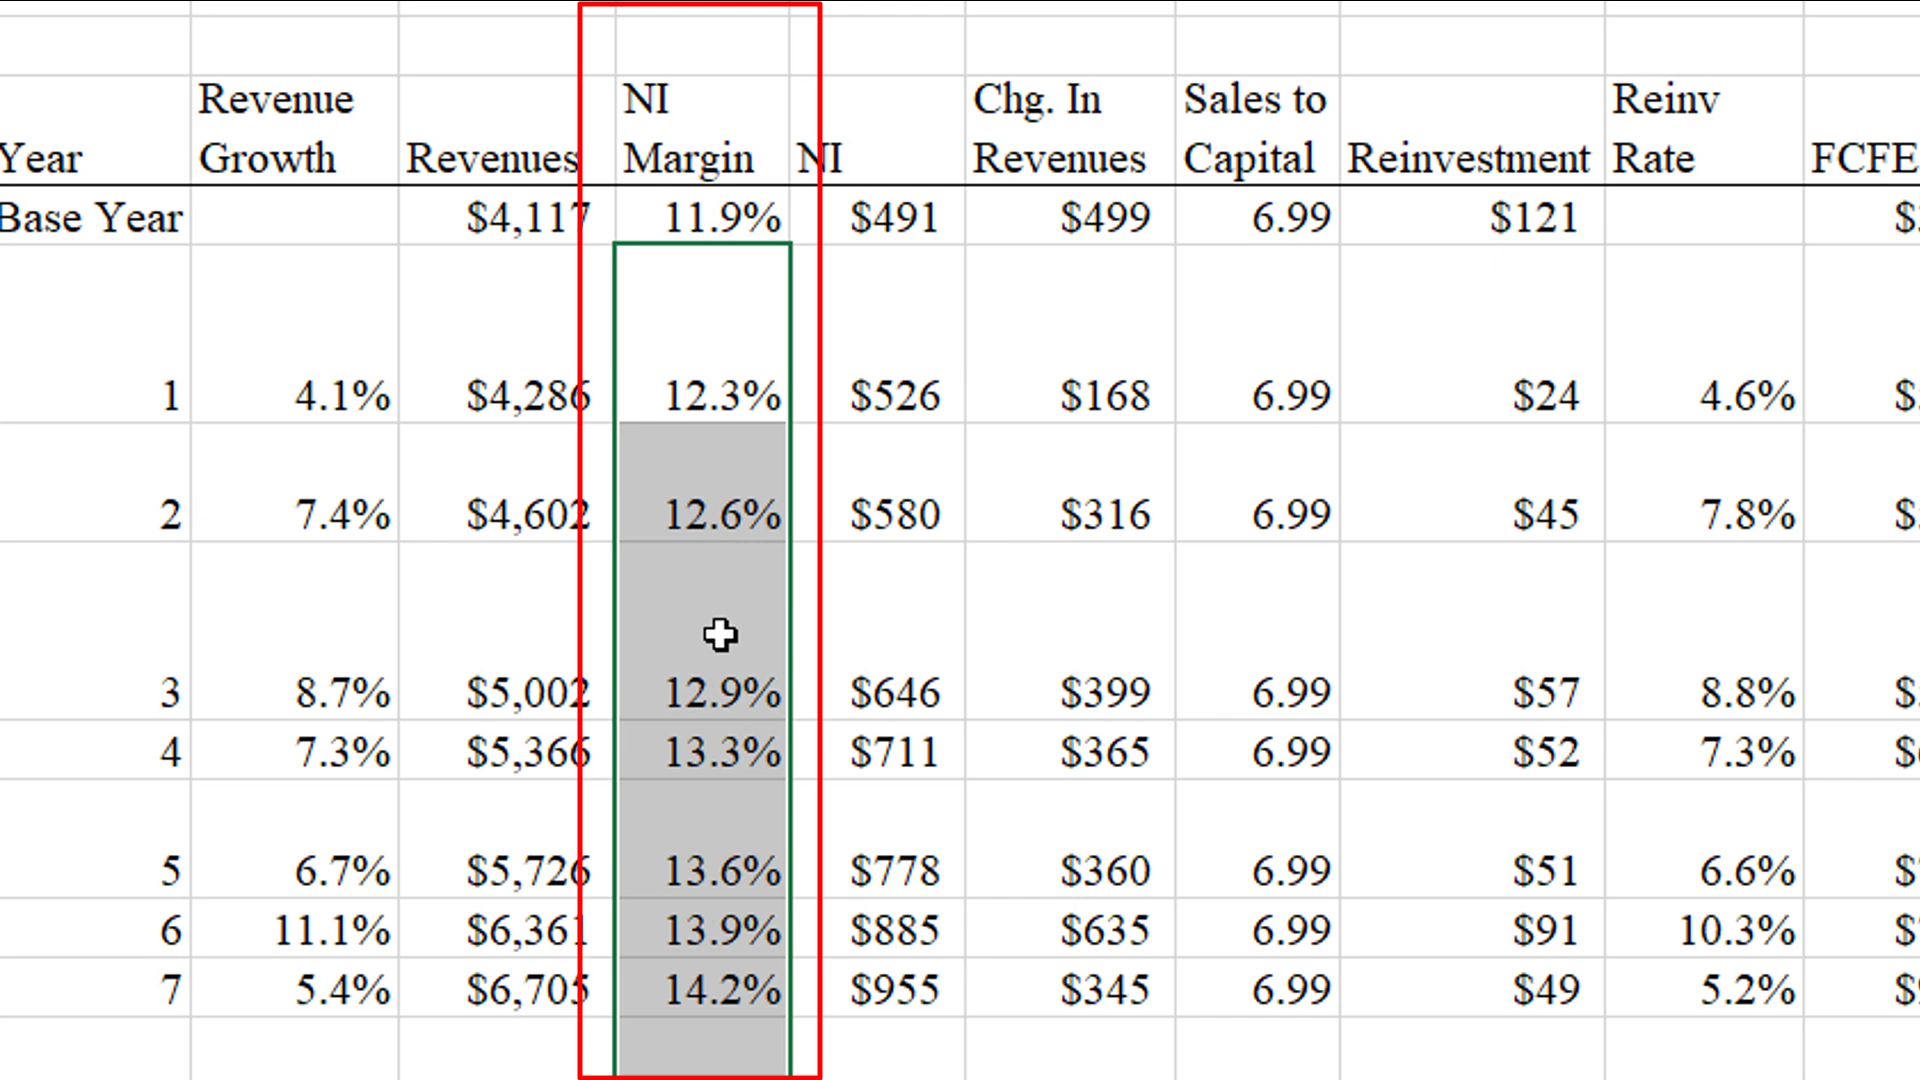 Revenue NI Chg. In Sales to Reinv
Year Growth Revenues Margin NI Revenues Capital Reinvestment Rate FCFE
Base Year $4,117 11.9% $491 $499 6.99 $121
1 4.1% $4,286 12.3% $526 $168 6.99 $24 4.6%
2 7.4% $4,602 12.6% $580 $316 6.99 $45 7.8%
3 8.7% $5,002 12.9% $646 $399 6.99 $57 8.8%
4 7.3% $5,366 13.3% $711 $365 6.99 $52 7.3%
5 6.7% $5,726 13.6% $778 $360 6.99 $51 6.6%
6 11.1% $6,361 13.9% $885 $635 6.99 $91 10.3%
7 5.4% $6,705 14.2% $955 $345 6.99 $49 5.2%